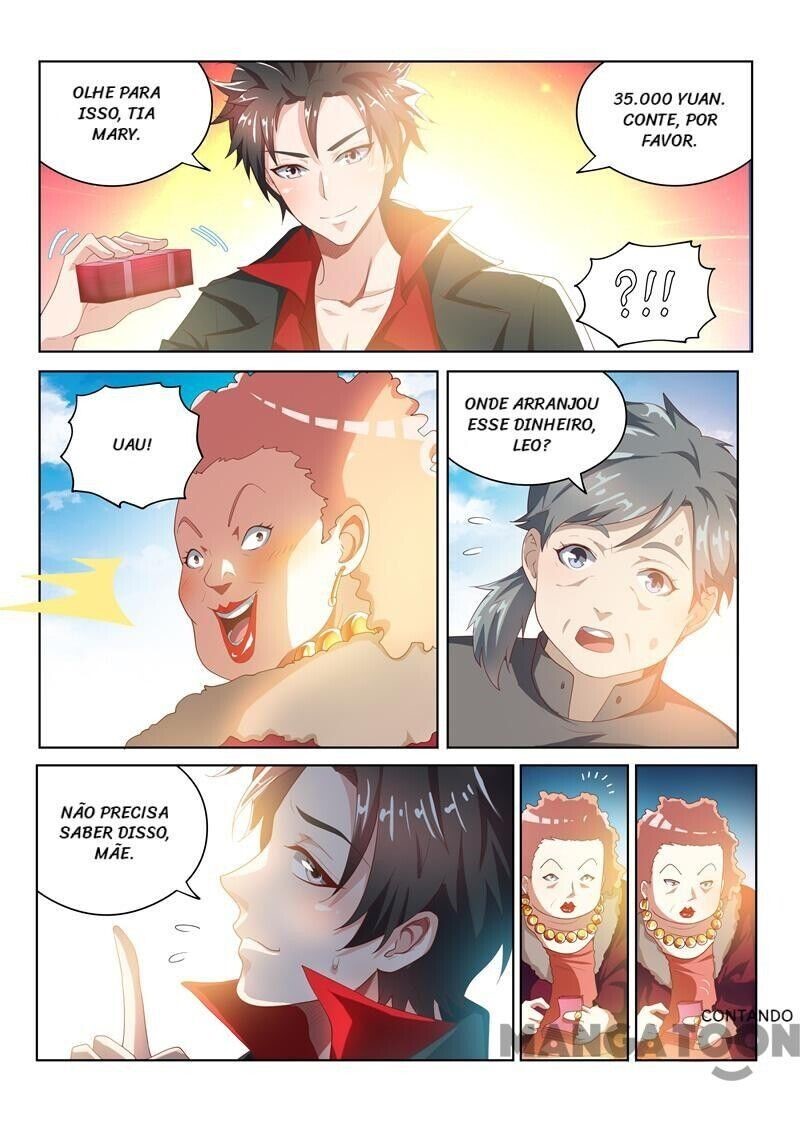 OLHE PARA
ISSO, TIA
MARY.
35.000 YUAN.
CONTE, POR
FAVOR.
?!!
UAU!
ONDE ARRANJOU
ESSE DINHEIRO,
LEO?
NÃO PRECISA
SABER DISSO,
MÃE.
CONTANDO
MANGATOON